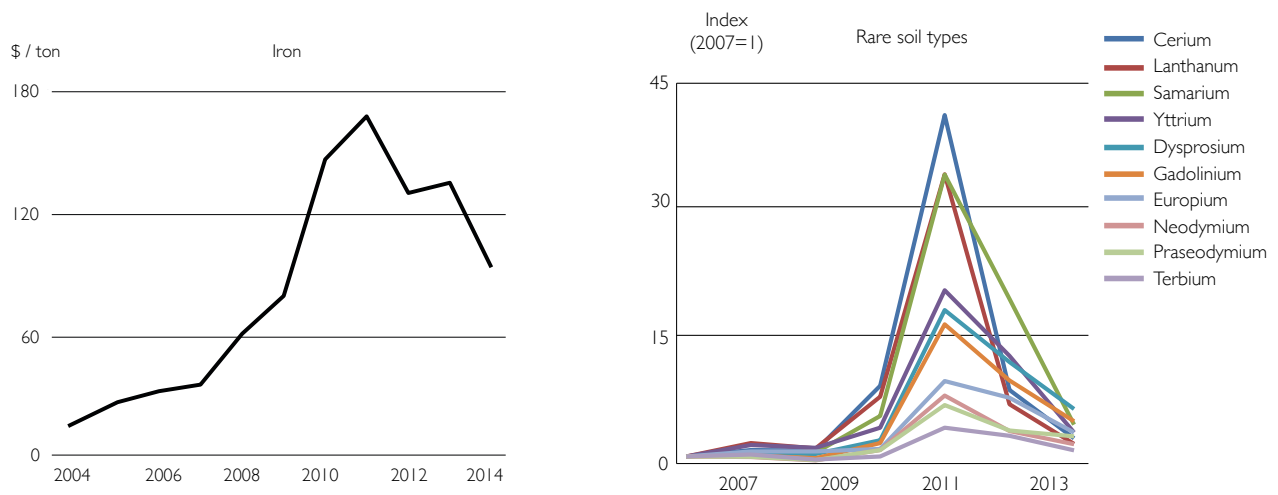 $ / ton
Iron
180
120
60
0
2004 2006 2008 2010 2012 2014
Index
(2007=1)
Rare soil types
45
30
15
0
2007 2009 2011 2013
Cerium
Lanthanum
Samarium
Yttrium
Dysprosium
Gadolinium
Europium
Neodymium
Praseodymium
Terbium